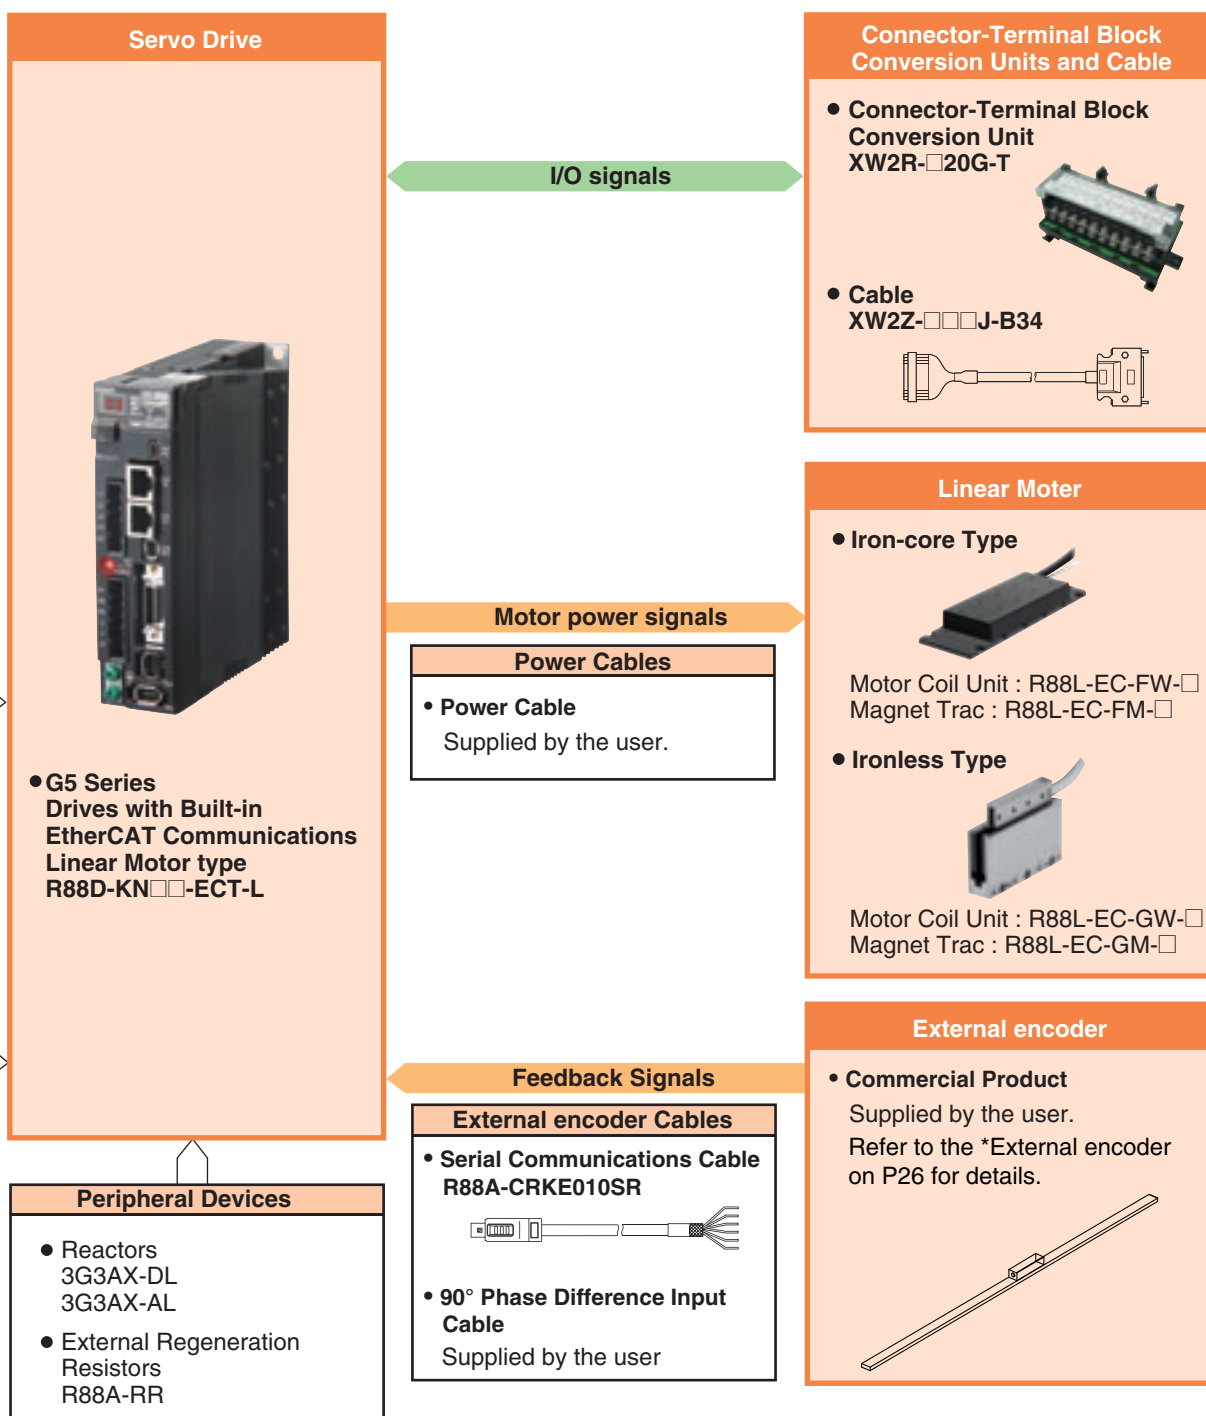 Servo Drive
● G5 Series
Drives with Built-in
EtherCAT Communications
Linear Motor type
R88D-KN□□-ECT-L
I/O signals
Connector-Terminal Block
Conversion Units and Cable
● Connector-Terminal Block
Conversion Unit
XW2R-□20G-T
● Cable
XW2Z-□□□J-B34
Motor power signals
Power Cables
• Power Cable
Supplied by the user.
Linear Moter
● Iron-core Type
Motor Coil Unit : R88L-EC-FW-□
Magnet Trac : R88L-EC-FM-□
● Ironless Type
Motor Coil Unit : R88L-EC-GW-□
Magnet Trac : R88L-EC-GM-□
Feedback Signals
External encoder Cables
• Serial Communications Cable
R88A-CRKE010SR
• 90° Phase Difference Input
Cable
Supplied by the user
External encoder
• Commercial Product
Supplied by the user.
Refer to the *External encoder
on P26 for details.
Peripheral Devices
● Reactors
3G3AX-DL
3G3AX-AL
● External Regeneration
Resistors
R88A-RR